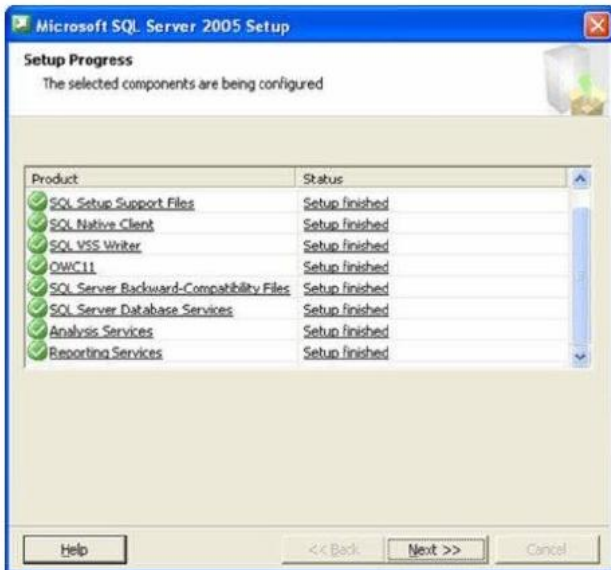 Microsoft SQL Server 2005 Setup
Setup Progress
The selected components are being configured
Product Status
SQL Setup Support Files Setup finished
SQL Native Client Setup finished
SQL VSS Writer Setup finished
OWC11 Setup finished
SQL Server Backward-Compatibility Files Setup finished
SQL Server Database Services Setup finished
Analysis Services Setup finished
Reporting Services Setup finished
Help << Back Next >> Cancel